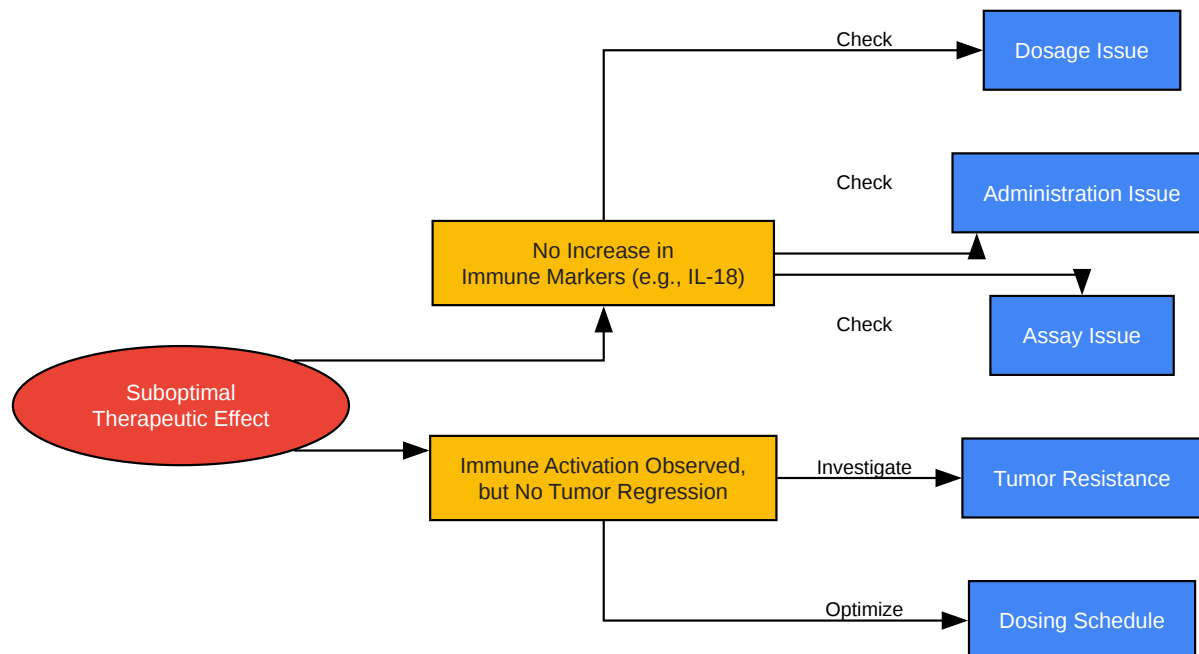 Check
Dosage Issue
Check
Administration Issue
No Increase in
Immune Markers (e.g., IL-18)
Check
Assay Issue
Suboptimal
Therapeutic Effect
Immune Activation Observed,
but No Tumor Regression
Investigate
Tumor Resistance
Optimize
Dosing Schedule